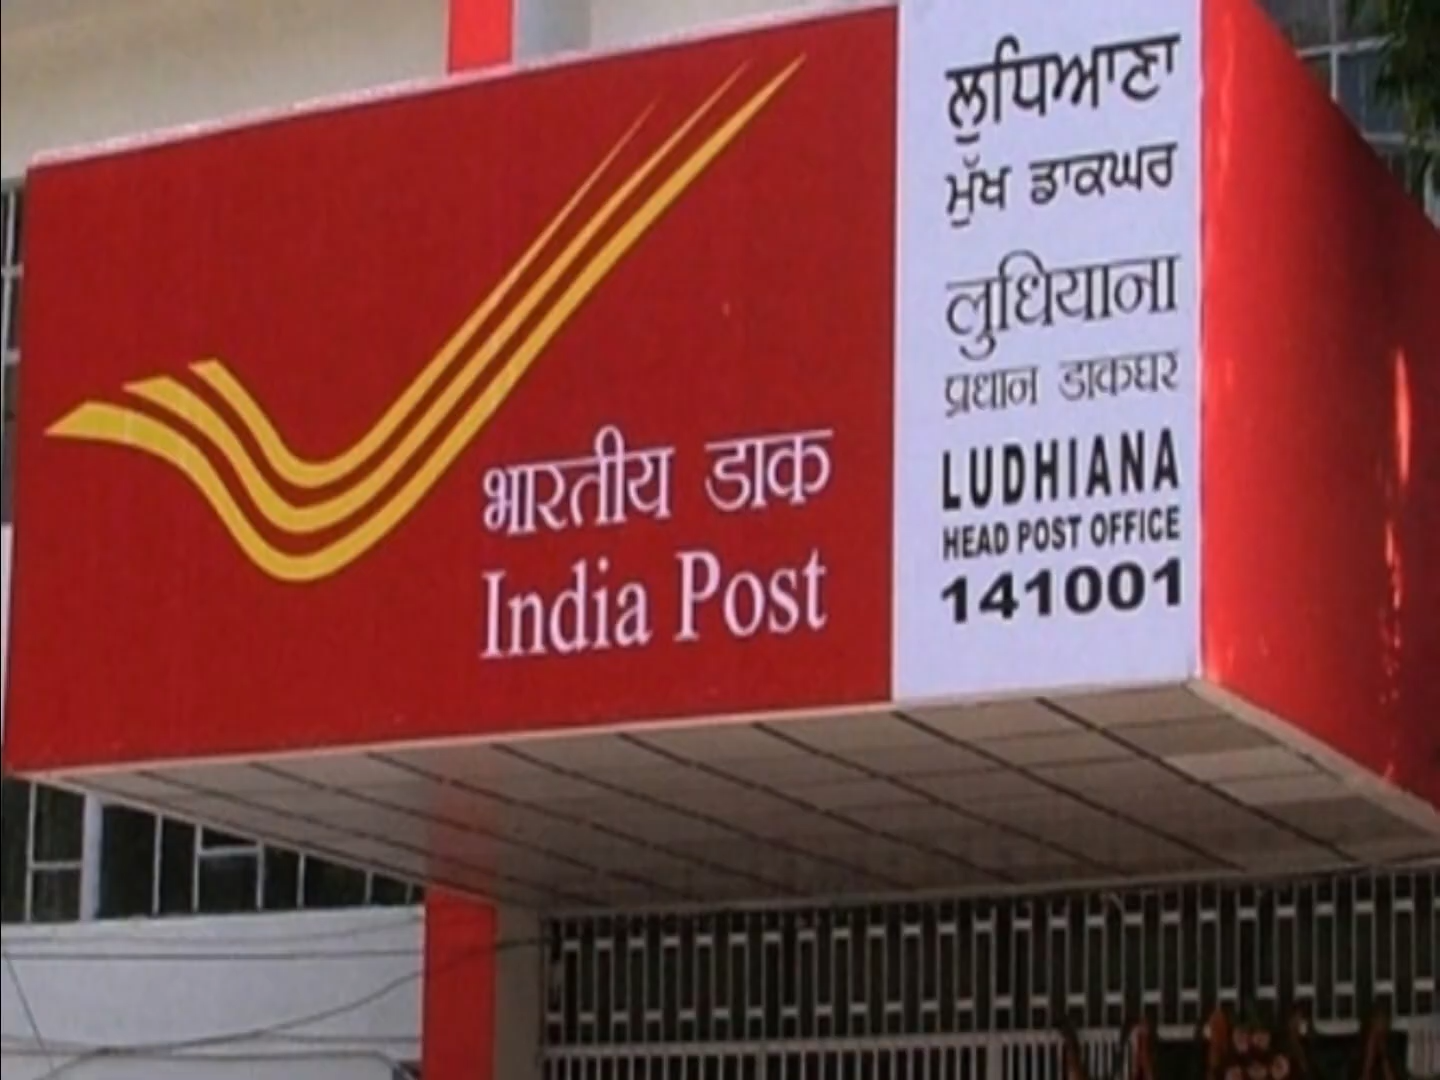 भारतीय डाक
India Post
ਲੁਧਿਆਣਾ
ਮੁੱਖ ਡਾਕਘਰ
लुधियाना
प्रधान डाकघर
LUDHIANA
HEAD POST OFFICE
141001